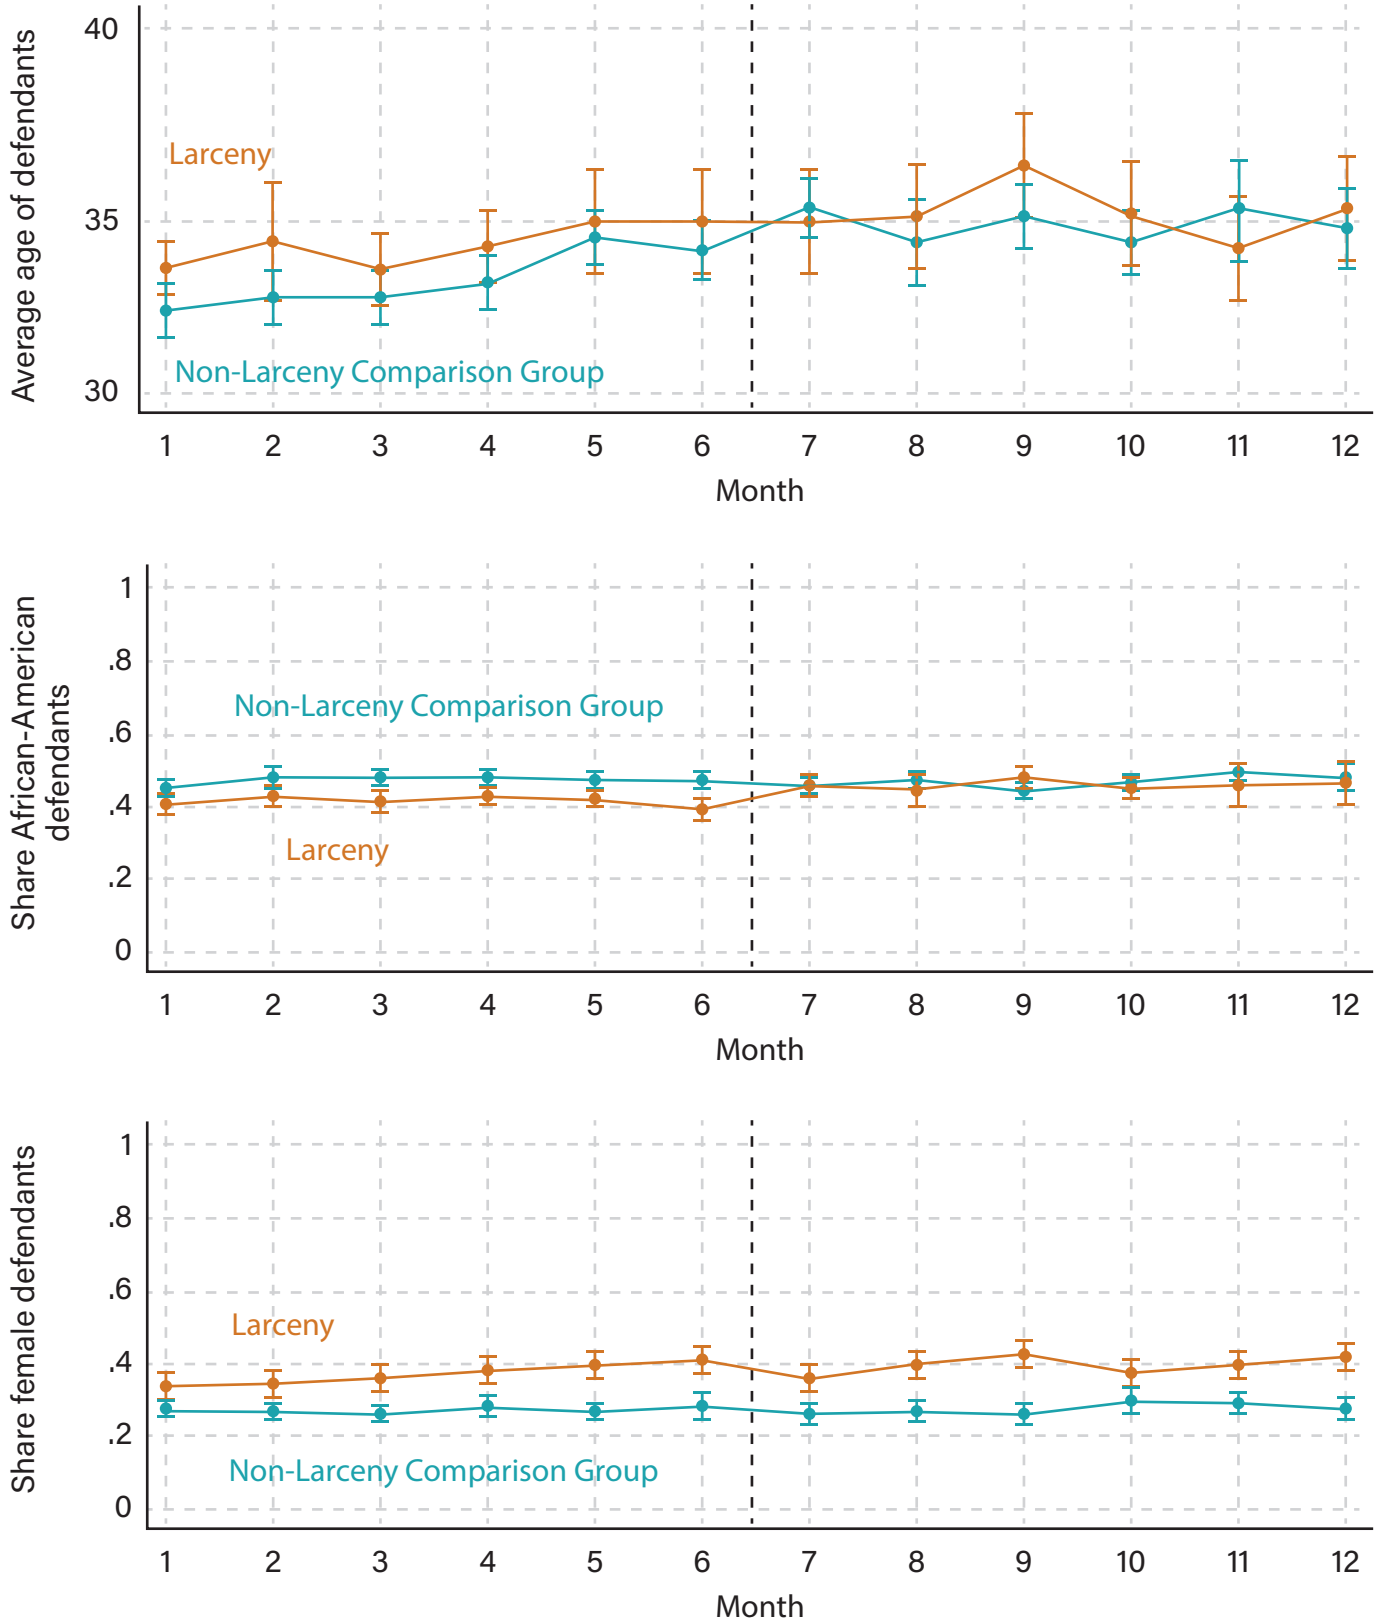 Average age of defendants
40
35
30
Larceny
Non-Larceny Comparison Group
1 2 3 4 5 6 7 8 9 10 11 12
Month
Share African-American
defendants
1
.8
.6
.4
.2
0
Non-Larceny Comparison Group
Larceny
1 2 3 4 5 6 7 8 9 10 11 12
Month
Share female defendants
1
.8
.6
.4
.2
0
Larceny
Non-Larceny Comparison Group
1 2 3 4 5 6 7 8 9 10 11 12
Month